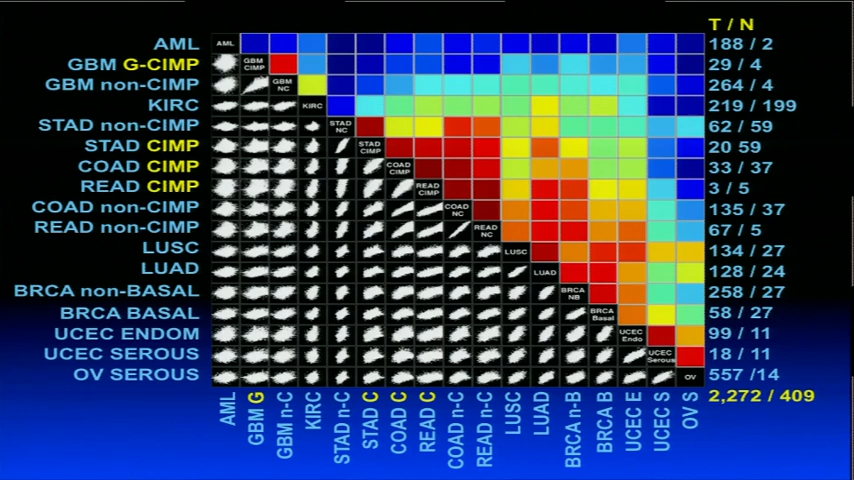 T / N
AML AML 188 / 2
GBM G-CIMP GBM CIMP 29 / 4
GBM non-CIMP GBM NC 264 / 4
KIRC KIRC 219 / 199
STAD non-CIMP STAD NC 62 / 59
STAD CIMP STAD CIMP 20 59
COAD CIMP COAD CIMP 33 / 37
READ CIMP READ CIMP 3 / 5
COAD non-CIMP COAD NC 135 / 37
READ non-CIMP READ NC 67 / 5
LUSC LUSC 134 / 27
LUAD LUAD 128 / 24
BRCA non-BASAL BRCA NB 258 / 27
BRCA BASAL BRCA Basal 58 / 27
UCEC ENDOM UCEC Endo 99 / 11
UCEC SEROUS UCEC Serous 18 / 11
OV SEROUS OV 557 /14
AML GBM G GBM n-C KIRC STAD n-C STAD C COAD C READ C COAD n-C READ n-C LUSC LUAD BRCA n-B BRCA B UCEC E UCEC S OV S 2,272 / 409